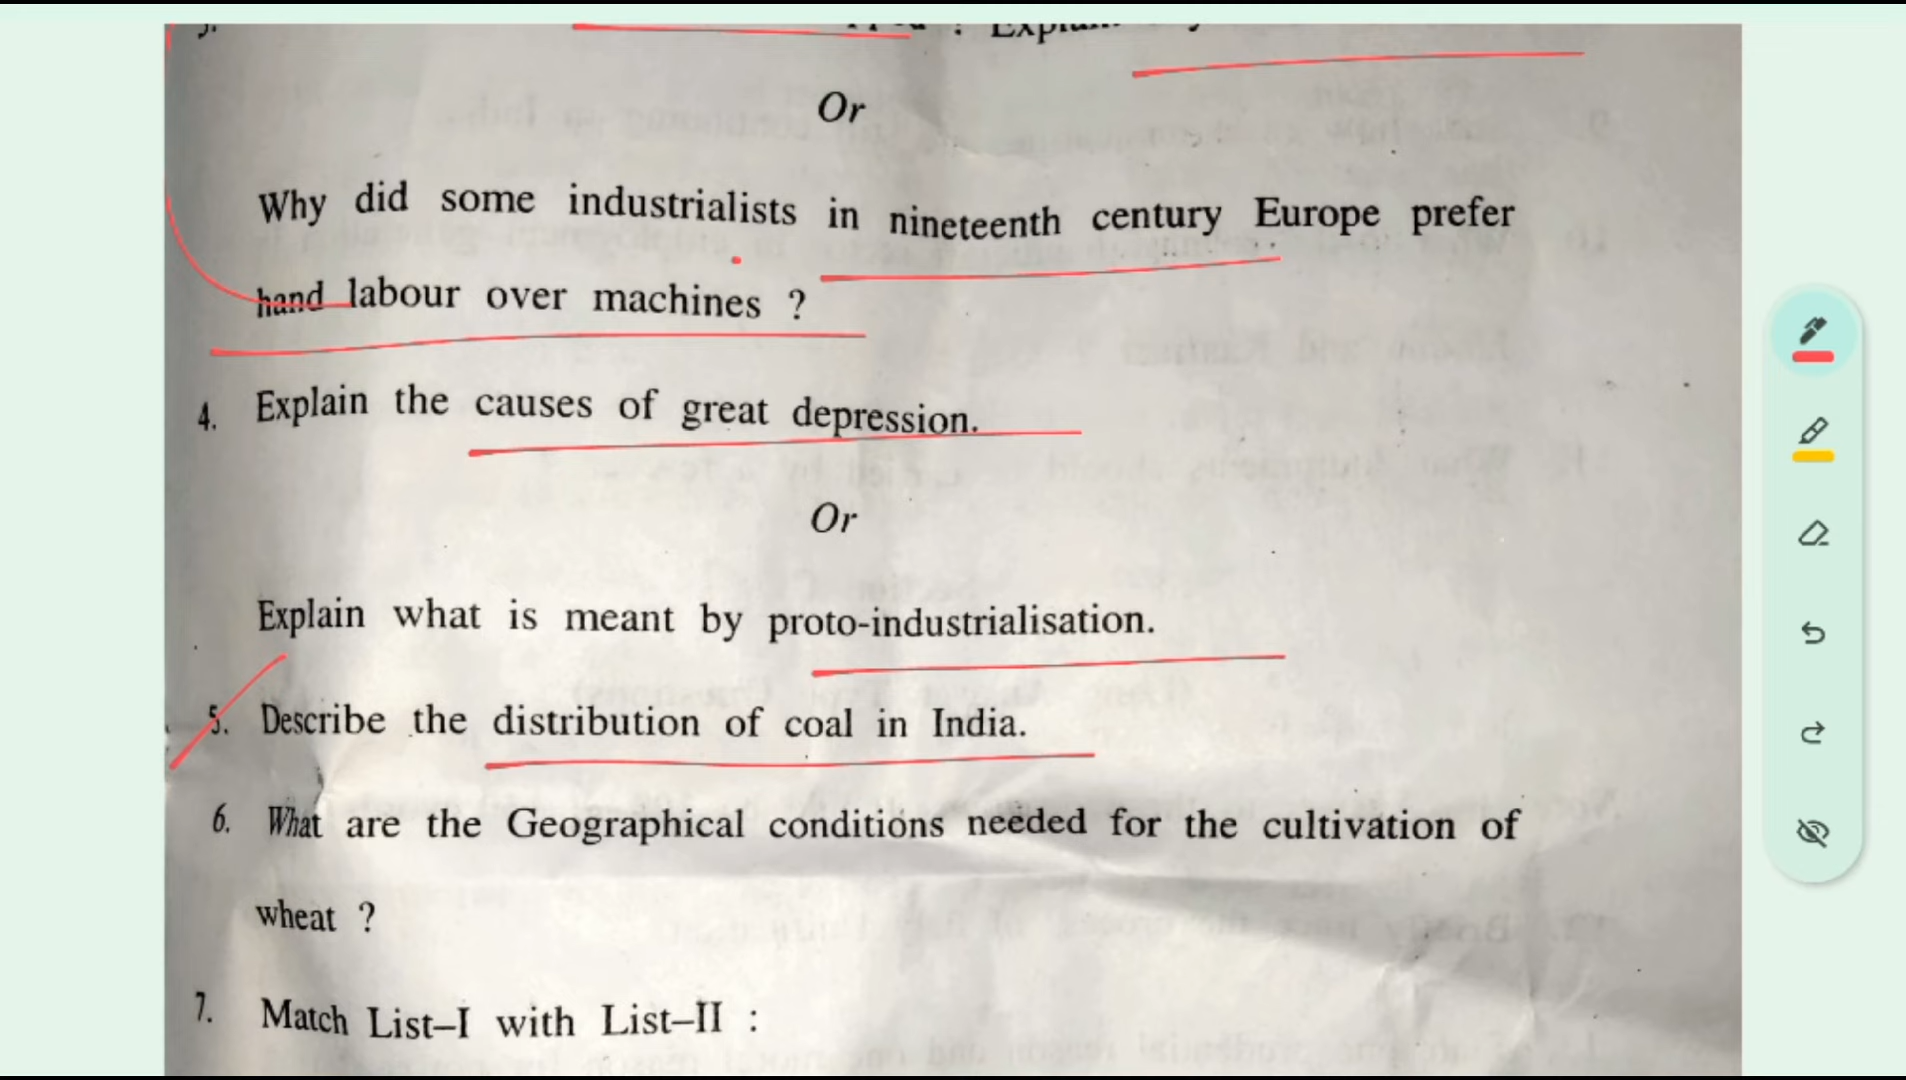 Or
Why did some industrialists in nineteenth century Europe prefer
hand labour over machines ?
4. Explain the causes of great depression.
Or
Explain what is meant by proto-industrialisation.
5. Describe the distribution of coal in India.
6. What are the Geographical conditions needed for the cultivation of
wheat ?
7. Match List–I with List–II :